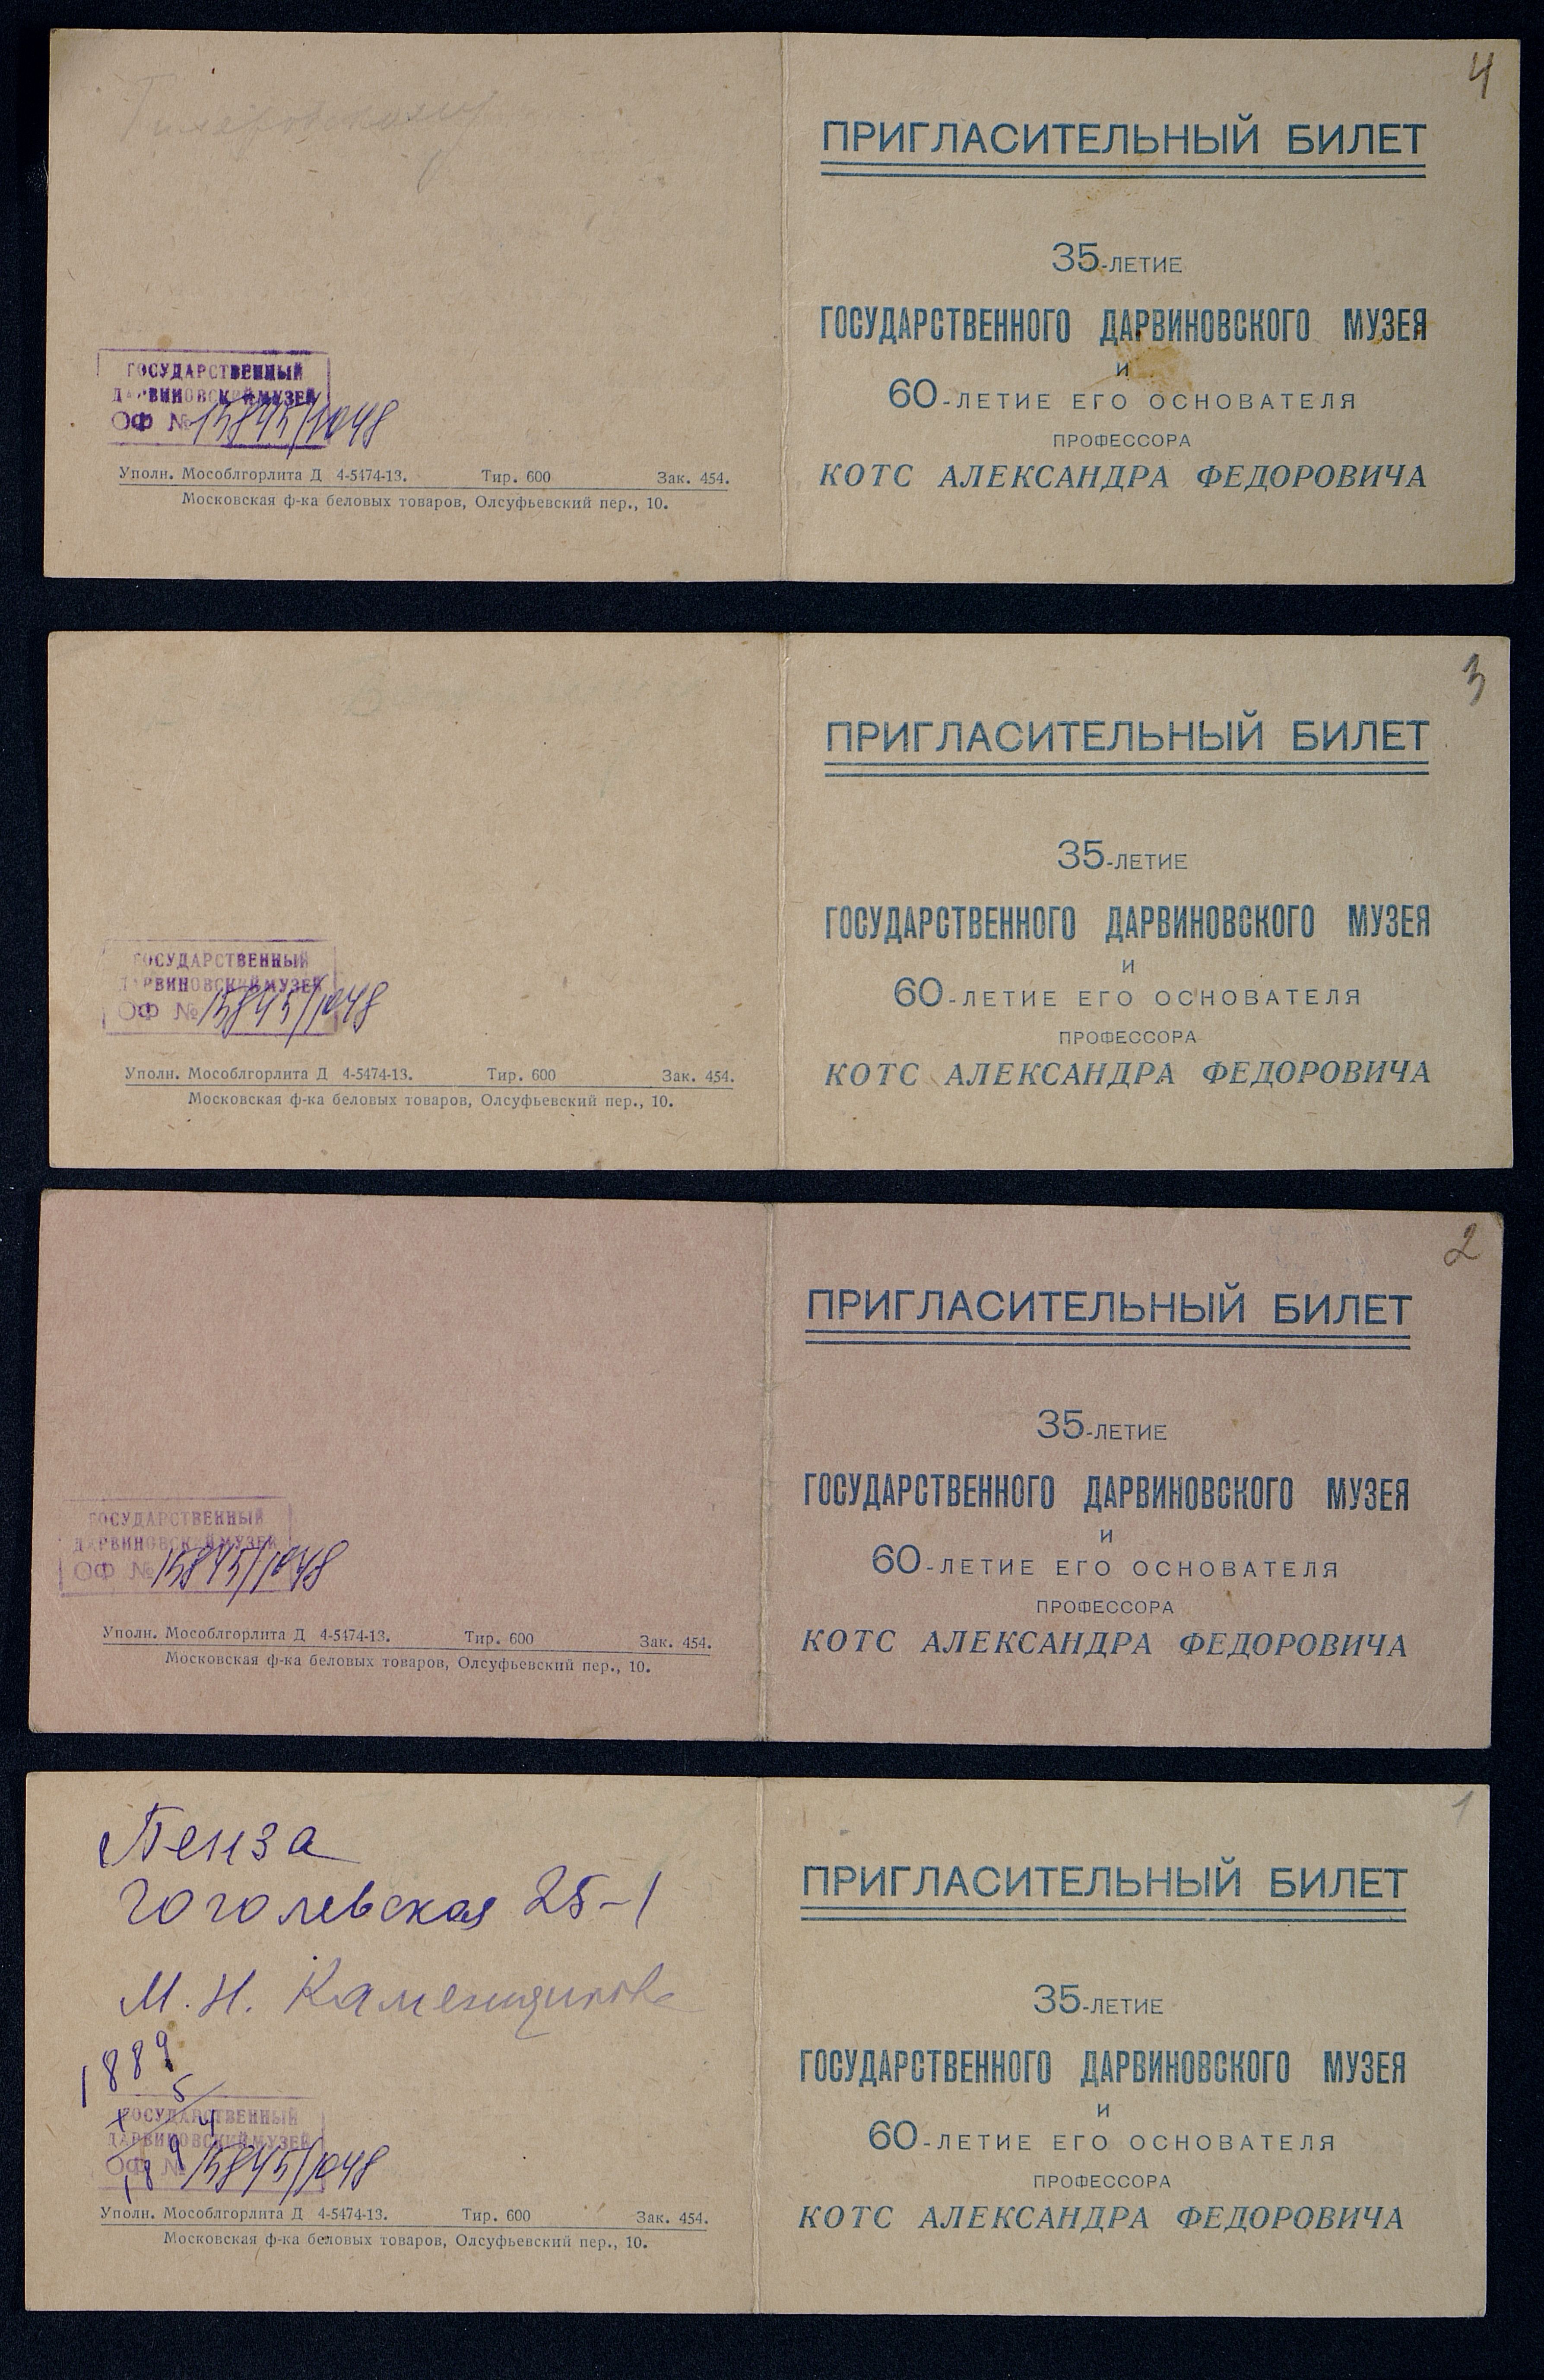 4
ПРИГЛАСИТЕЛЬНЫЙ БИЛЕТ
35-ЛЕТИЕ
ГОСУДАРСТВЕННОГО ДАРВИНОВСКОГО МУЗЕЯ
И
60-ЛЕТИЕ ЕГО ОСНОВАТЕЛЯ
ПРОФЕССОРА
КОТС АЛЕКСАНДРА ФЕДОРОВИЧА
ГОСУДАРСТВЕННЫЙ
ДАРВИНОВСКИЙ МУЗЕЙ
ОФ № 15845/1048
Уполн. Мособлгорлита Д 4-5474-13. Тир. 600 Зак. 454.
Московская ф-ка беловых товаров, Олсуфьевский пер., 10.
3
ПРИГЛАСИТЕЛЬНЫЙ БИЛЕТ
35-ЛЕТИЕ
ГОСУДАРСТВЕННОГО ДАРВИНОВСКОГО МУЗЕЯ
И
60-ЛЕТИЕ ЕГО ОСНОВАТЕЛЯ
ПРОФЕССОРА
КОТС АЛЕКСАНДРА ФЕДОРОВИЧА
ГОСУДАРСТВЕННЫЙ
ДАРВИНОВСКИЙ МУЗЕЙ
ОФ № 15845/1048
Уполн. Мособлгорлита Д 4-5474-13. Тир. 600 Зак. 454.
Московская ф-ка беловых товаров, Олсуфьевский пер., 10.
2
ПРИГЛАСИТЕЛЬНЫЙ БИЛЕТ
35-ЛЕТИЕ
ГОСУДАРСТВЕННОГО ДАРВИНОВСКОГО МУЗЕЯ
И
60-ЛЕТИЕ ЕГО ОСНОВАТЕЛЯ
ПРОФЕССОРА
КОТС АЛЕКСАНДРА ФЕДОРОВИЧА
ГОСУДАРСТВЕННЫЙ
ДАРВИНОВСКИЙ МУЗЕЙ
ОФ № 15845/1048
Уполн. Мособлгорлита Д 4-5474-13. Тир. 600 Зак. 454.
Московская ф-ка беловых товаров, Олсуфьевский пер., 10.
1
ПРИГЛАСИТЕЛЬНЫЙ БИЛЕТ
35-ЛЕТИЕ
ГОСУДАРСТВЕННОГО ДАРВИНОВСКОГО МУЗЕЯ
И
60-ЛЕТИЕ ЕГО ОСНОВАТЕЛЯ
ПРОФЕССОРА
КОТС АЛЕКСАНДРА ФЕДОРОВИЧА
Пенза
Гоголевская 25-1
М. Н. Каменщикова
1889
ГОСУДАРСТВЕННЫЙ
ДАРВИНОВСКИЙ МУЗЕЙ
ОФ № 15845/1048
Уполн. Мособлгорлита Д 4-5474-13. Тир. 600 Зак. 454.
Московская ф-ка беловых товаров, Олсуфьевский пер., 10.